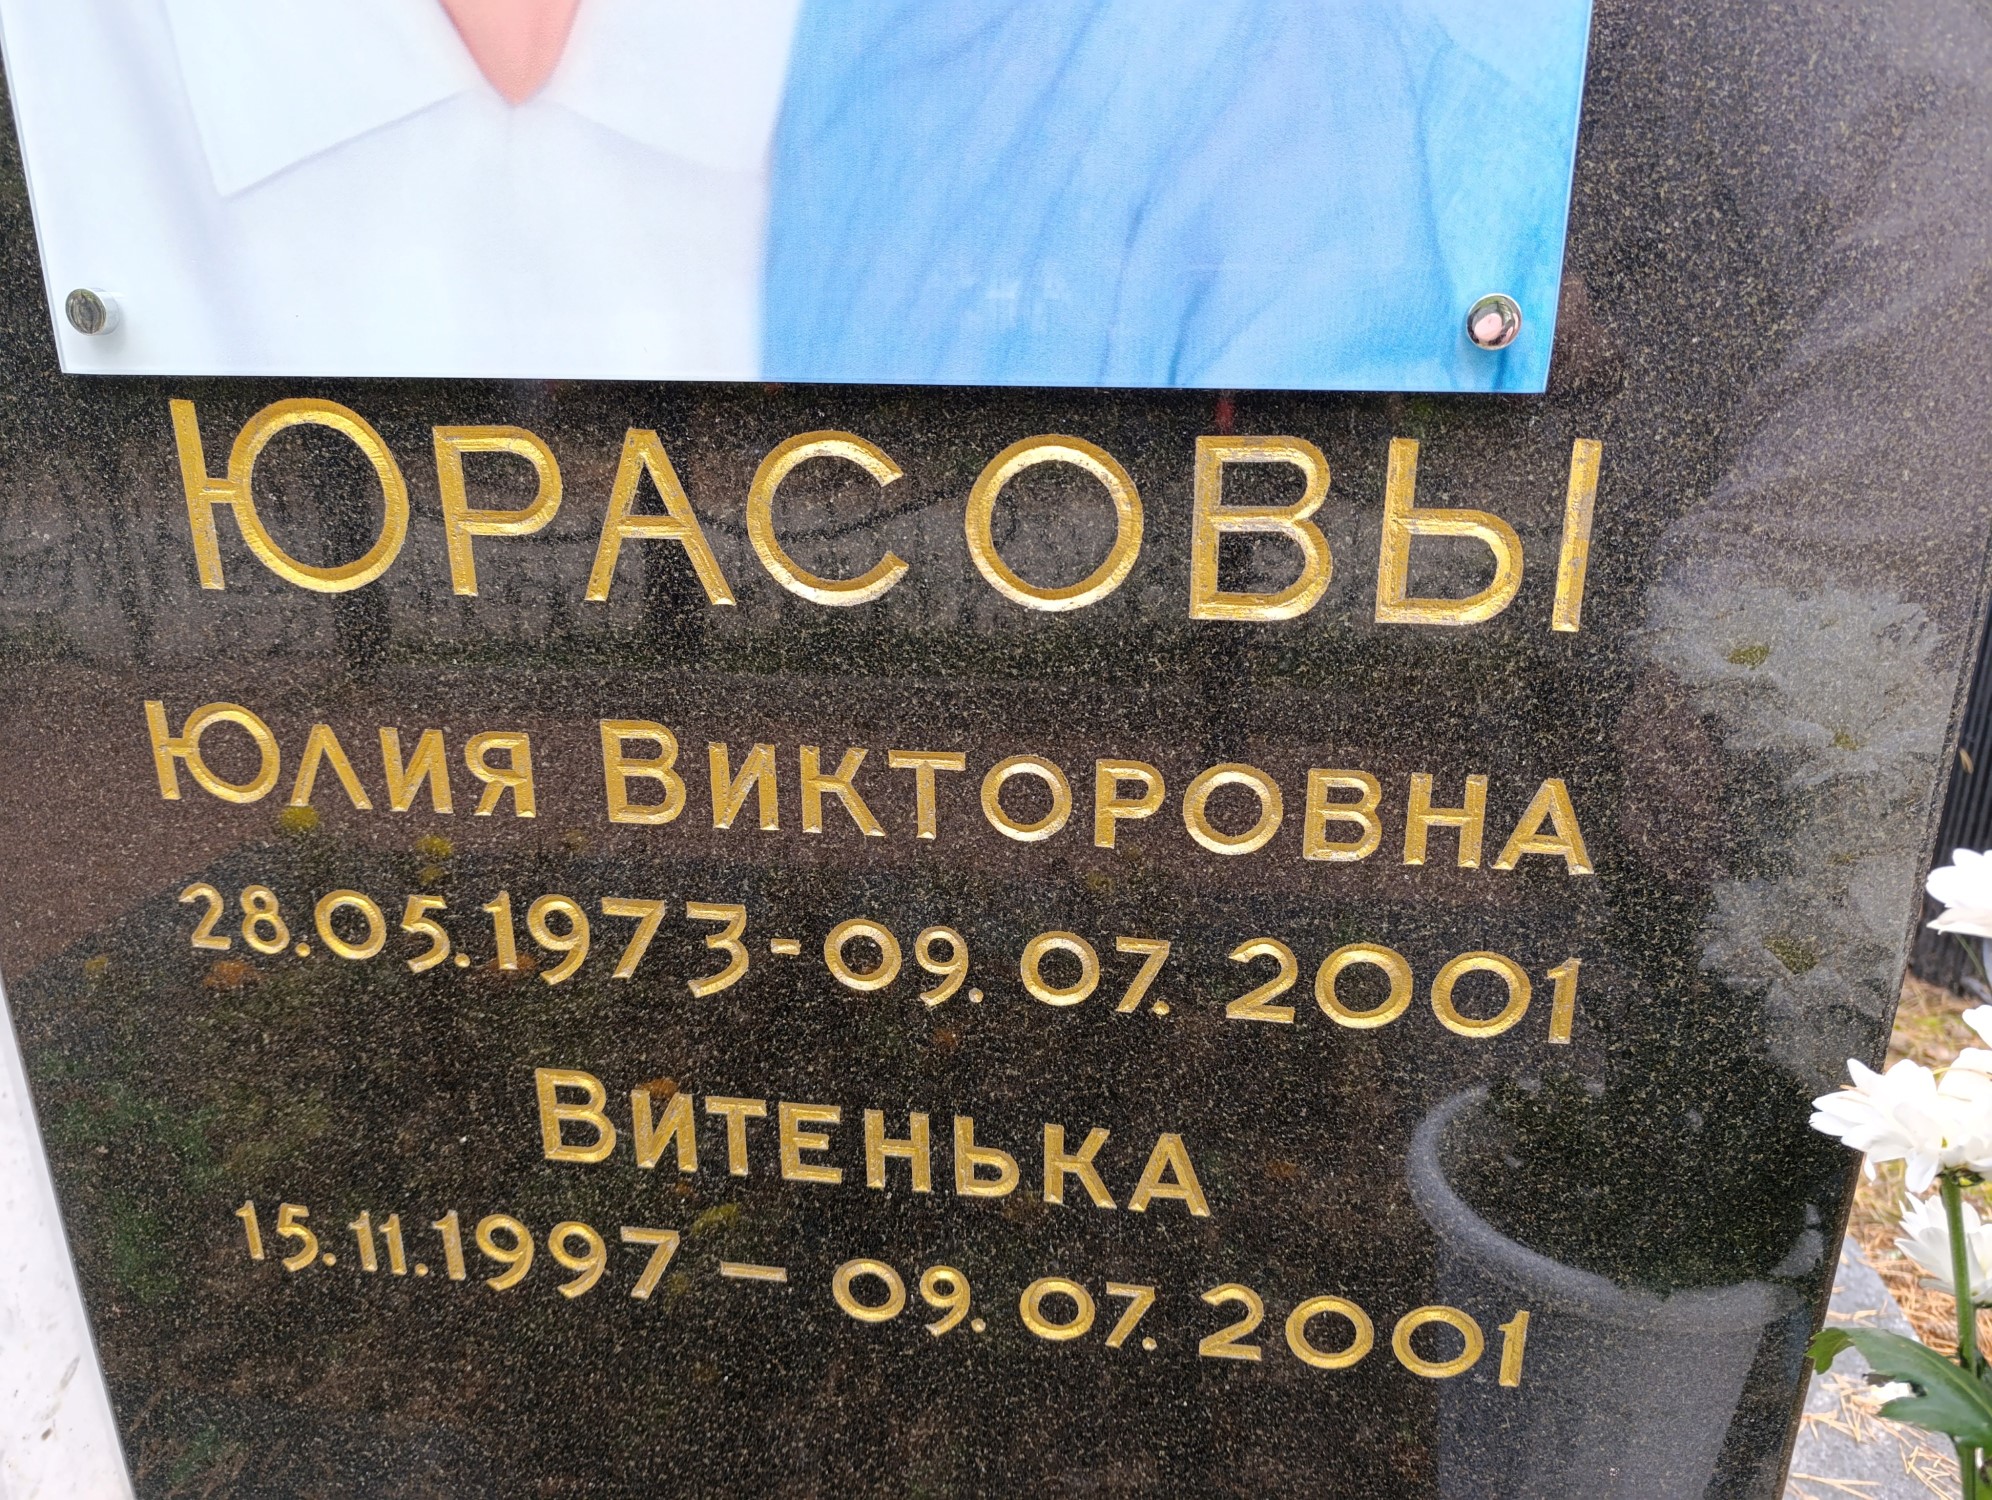 ЮРАСОВЫ
ЮЛИЯ ВИКТОРОВНА
28.05.1973-09.07.2001
ВИТЕНЬКА
15.11.1997 – 09.07.2001